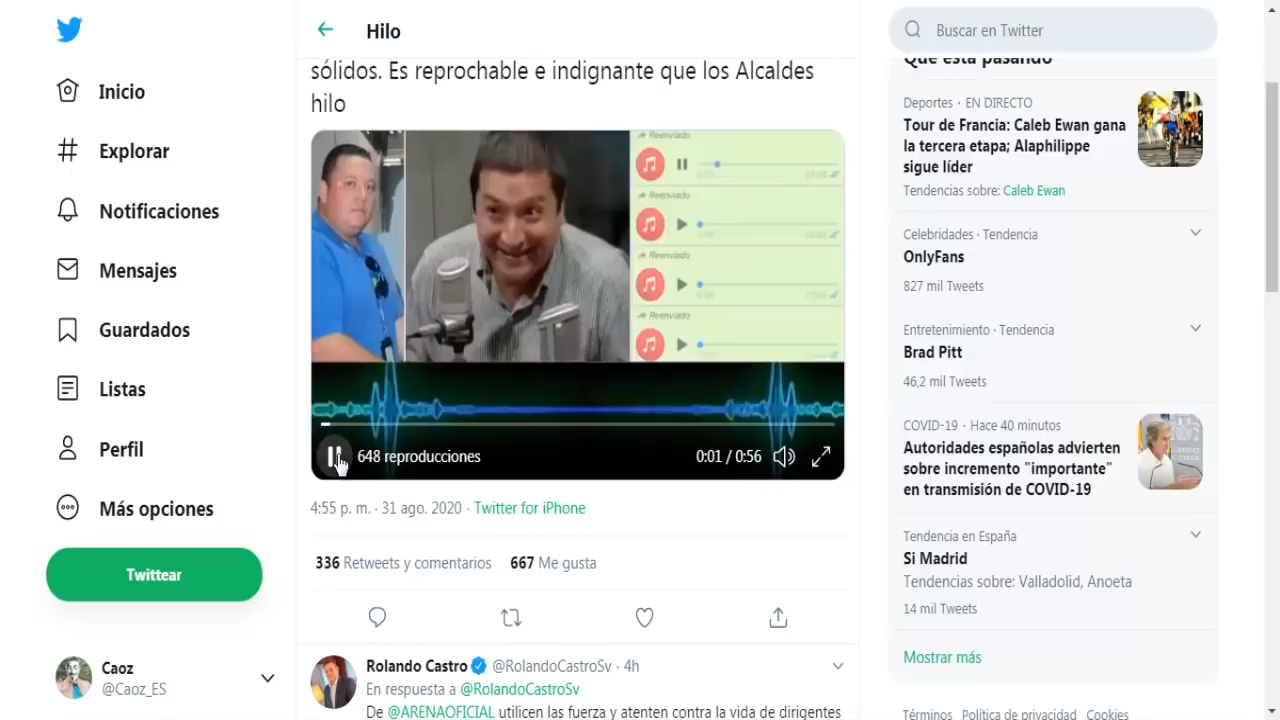 Inicio
Explorar
Notificaciones
Mensajes
Guardados
Listas
Perfil
Más opciones
Twittear
Caoz
@Caoz_ES
Hilo
sólidos. Es reprochable e indignante que los Alcaldes
hilo
Reenviado
Reenviado
Reenviado
Reenviado
648 reproducciones
0:01 / 0:56
4:55 p. m. · 31 ago. 2020 · Twitter for iPhone
336 Retweets y comentarios 667 Me gusta
Rolando Castro @RolandoCastroSv · 4h
En respuesta a @RolandoCastroSv
De @ARENAOFICIAL utilicen las fuerza y atenten contra la vida de dirigentes
Buscar en Twitter
Qué está pasando
Deportes · EN DIRECTO
Tour de Francia: Caleb Ewan gana
la tercera etapa; Alaphilippe
sigue líder
Tendencias sobre: Caleb Ewan
Celebridades · Tendencia
OnlyFans
827 mil Tweets
Entretenimiento · Tendencia
Brad Pitt
46,2 mil Tweets
COVID-19 · Hace 40 minutos
Autoridades españolas advierten
sobre incremento "importante"
en transmisión de COVID-19
Tendencia en España
Si Madrid
Tendencias sobre: Valladolid, Anoeta
14 mil Tweets
Mostrar más
Términos Política de privacidad Cookies